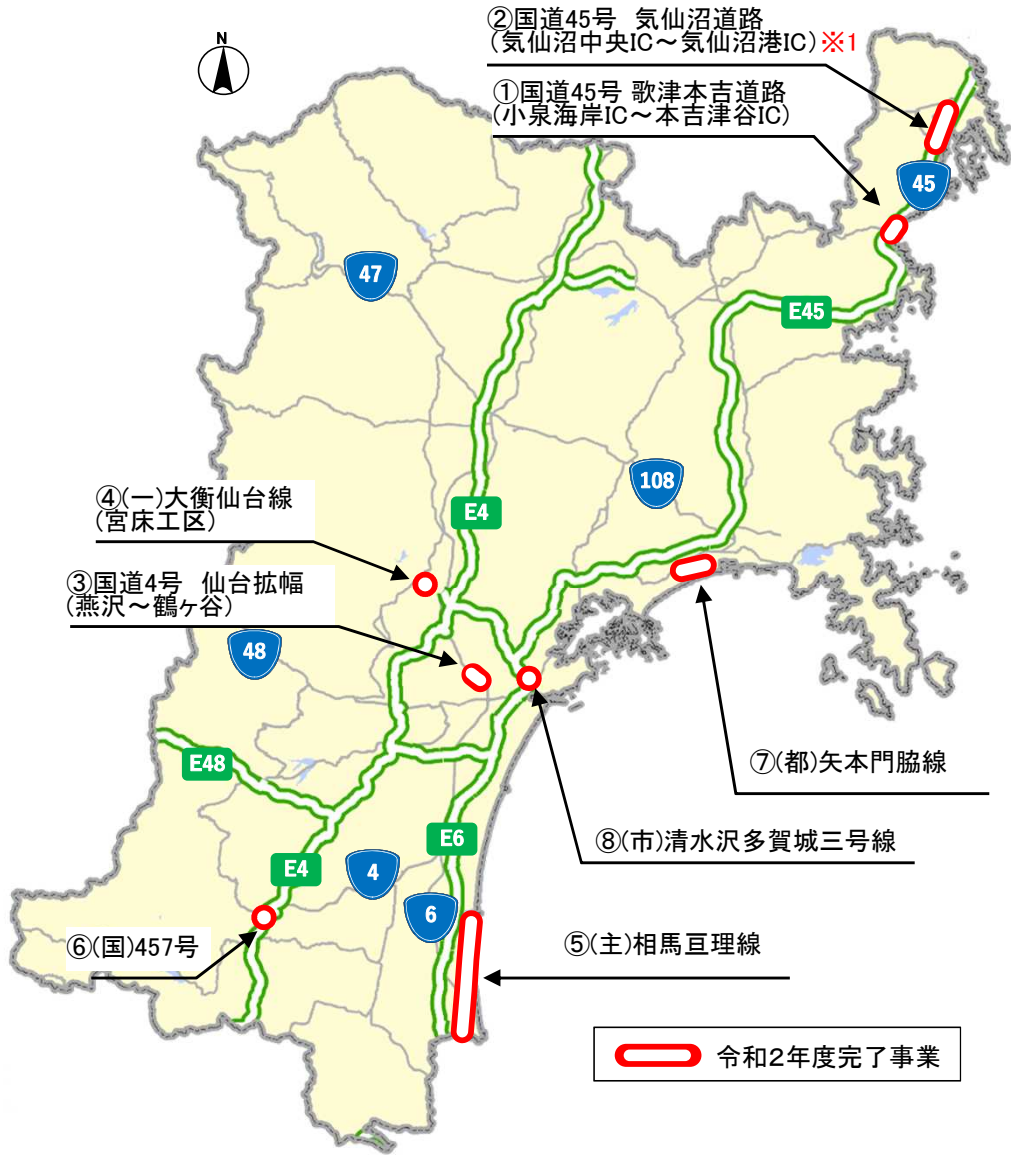 ②国道45号 気仙沼道路
(気仙沼中央IC～気仙沼港IC)※1
N
①国道45号 歌津本吉道路
(小泉海岸IC～本吉津谷IC)
45
47
E45
108
④(一)大衡仙台線
(宮床工区)
E4
③国道4号 仙台拡幅
(燕沢～鶴ヶ谷)
48
E48
⑦(都)矢本門脇線
E6
⑧(市)清水沢多賀城三号線
E4
4
6
⑥(国)457号
⑤(主)相馬亘理線
令和2年度完了事業